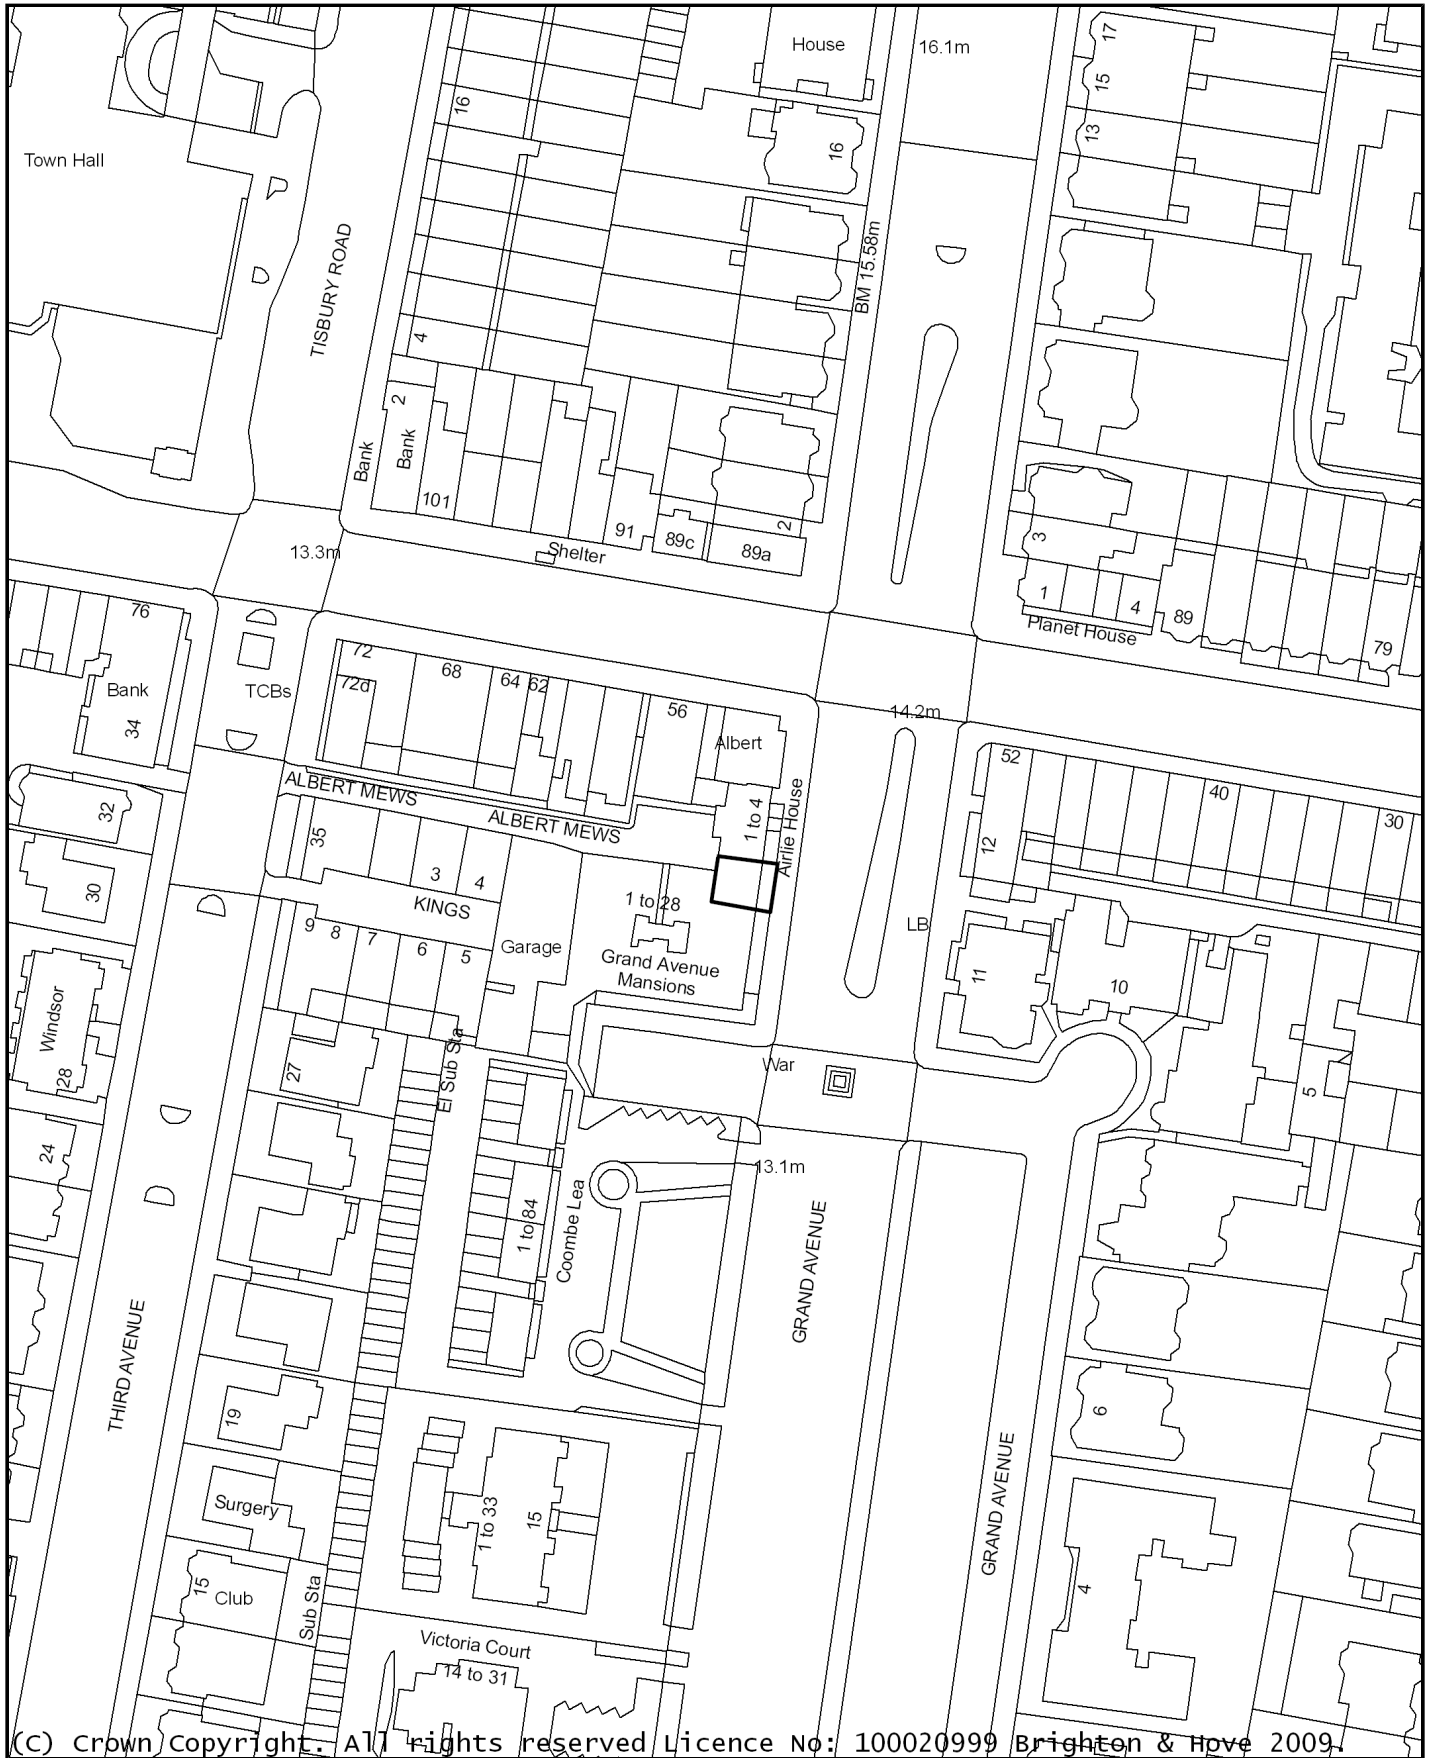 House
16.1m
17
15
13
16
16
Town Hall
TISBURY ROAD
BM 15.58m
4
2
Bank
Bank
101
91
89c
89a
2
Shelter
13.3m
3
1
4
89
Planet House
79
76
Bank
34
TCBs
72
72d
68
64
62
56
Albert
14.2m
52
40
30
ALBERT MEWS
ALBERT MEWS
1 to 4
Airlie House
12
32
35
3
4
KINGS
30
1 to 28
LB
9
8
7
6
5
Garage
Grand Avenue
Mansions
11
10
Windsor
28
27
El Sub Sta
War
5
24
13.1m
1 to 84
Coombe Lea
GRAND AVENUE
THIRD AVENUE
19
6
GRAND AVENUE
Surgery
1 to 33
15
15
Club
Sub Sta
4
Victoria Court
14 to 31
(c) Crown Copyright. All rights reserved Licence No: 100020999 Brighton & Hove 2009.